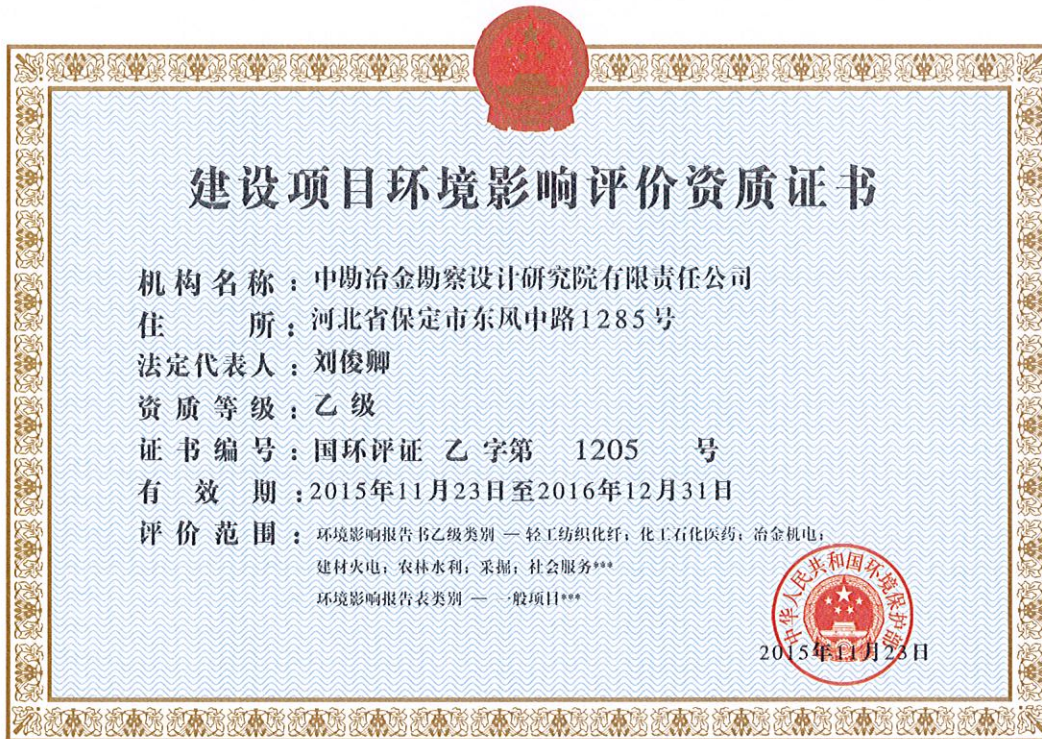 建设项目环境影响评价资质证书
机构名称：中勘冶金勘察设计研究院有限责任公司
住所：河北省保定市东风中路1285号
法定代表人：刘俊卿
资质等级：乙级
证书编号：国环评证 乙 字第 1205 号
有效期：2015年11月23日至2016年12月31日
评价范围：环境影响报告书乙级类别 — 轻工纺织化纤；化工石化医药；冶金机电；
建材火电；农林水利；采掘；社会服务***
环境影响报告表类别 — 一般项目***
中华人民共和国环境保护部
2015年11月23日